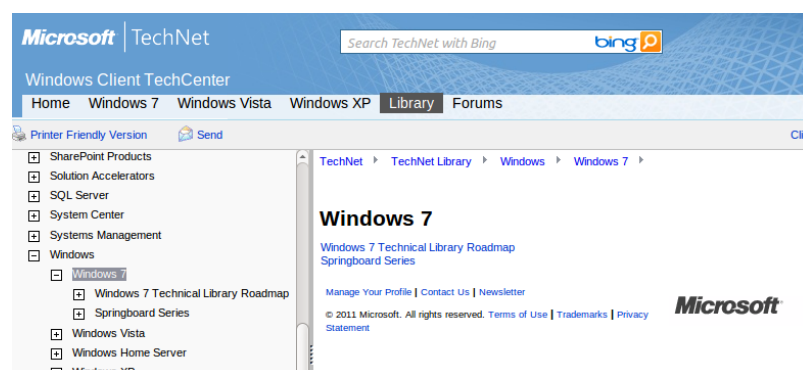 Microsoft TechNet
Search TechNet with Bing
bing
Windows Client TechCenter
Home Windows 7 Windows Vista Windows XP Library Forums
Printer Friendly Version Send
SharePoint Products
Solution Accelerators
SQL Server
System Center
Systems Management
Windows
Windows 7
Windows 7 Technical Library Roadmap
Springboard Series
Windows Vista
Windows Home Server
TechNet TechNet Library Windows Windows 7
Windows 7
Windows 7 Technical Library Roadmap
Springboard Series
Manage Your Profile | Contact Us | Newsletter
© 2011 Microsoft. All rights reserved. Terms of Use | Trademarks | Privacy
Statement
Microsoft